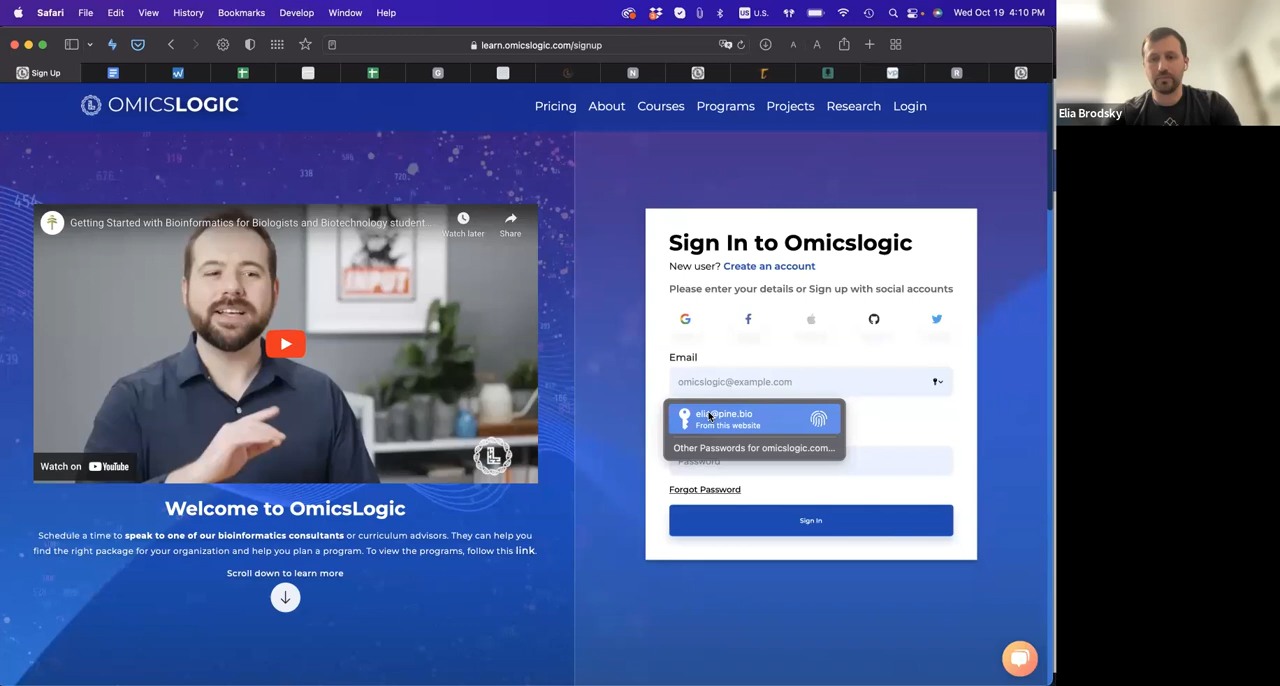 Safari File Edit View History Bookmarks Develop Window Help
US U.S. Wed Oct 19 4:10 PM
learn.omicslogic.com/signup
A A
Sign Up
OMICSLOGIC
Pricing About Courses Programs Projects Research Login
Elia Brodsky
Getting Started with Bioinformatics for Biologists and Biotechnology student...
Watch later Share
Watch on YouTube
Welcome to OmicsLogic
Schedule a time to speak to one of our bioinformatics consultants or curriculum advisors. They can help you
find the right package for your organization and help you plan a program. To view the programs, follow this link.
Scroll down to learn more
Sign In to Omicslogic
New user? Create an account
Please enter your details or Sign up with social accounts
Email
omicslogic@example.com
elia@pine.bio
From this website
Other Passwords for omicslogic.com...
Password
Forgot Password
Sign In